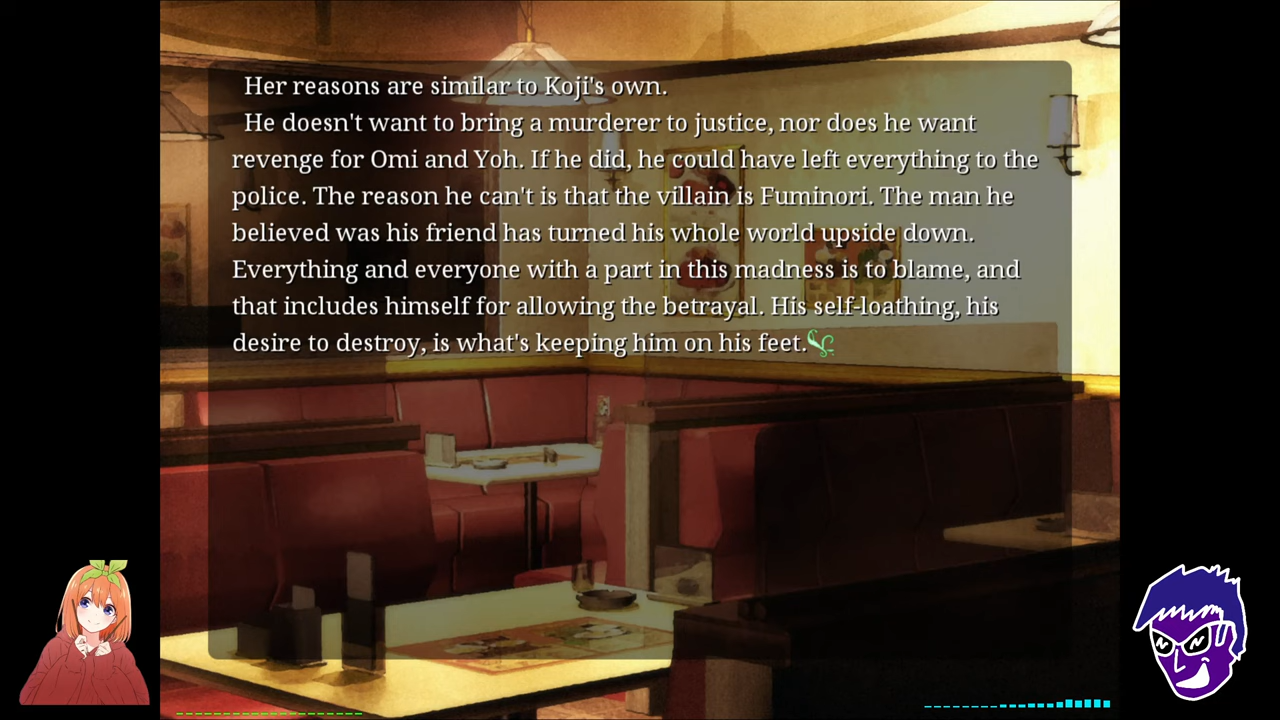 Her reasons are similar to Koji's own.
He doesn't want to bring a murderer to justice, nor does he want
revenge for Omi and Yoh. If he did, he could have left everything to the
police. The reason he can't is that the villain is Fuminori. The man he
believed was his friend has turned his whole world upside down.
Everything and everyone with a part in this madness is to blame, and
that includes himself for allowing the betrayal. His self-loathing, his
desire to destroy, is what's keeping him on his feet.